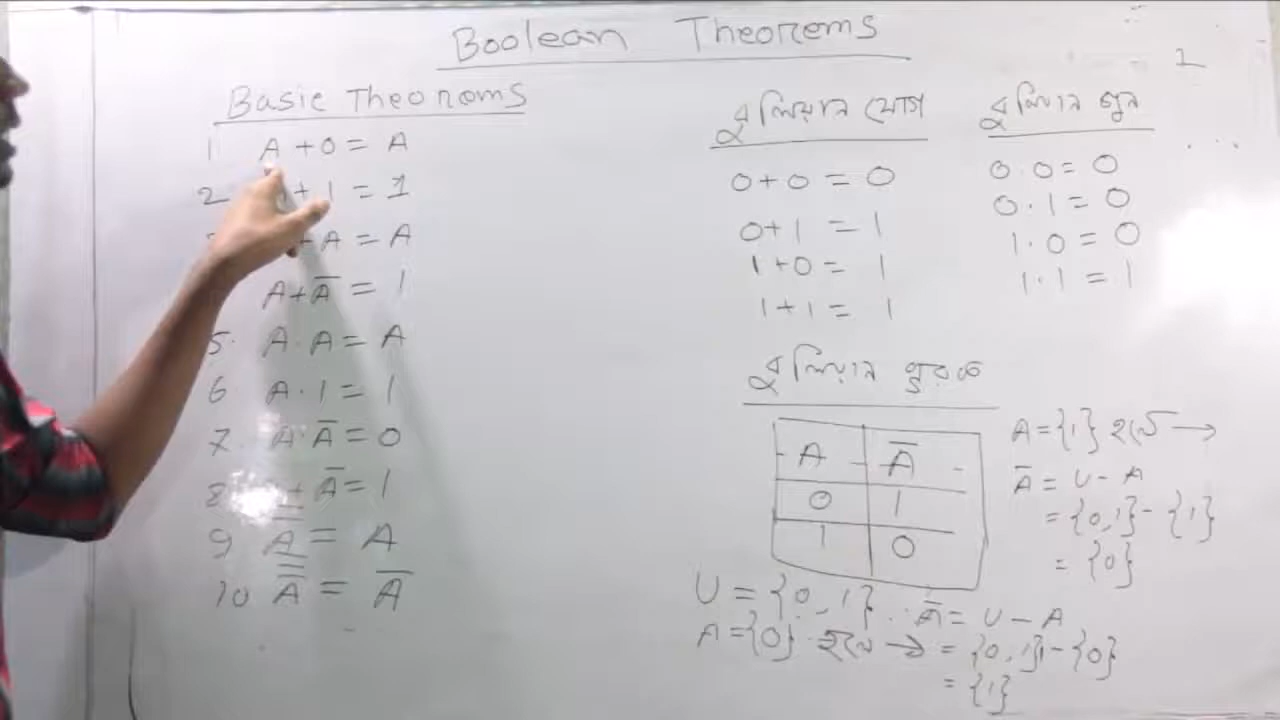 Boolean Theorems
1
Basic Theorems
1 A + 0 = A
2 + 1 = 1
+ A = A
A + A̅ = 1
5. A . A = A
6 A . 1 = 1
7 A . A̅ = 0
8 + A̅ = 1
9 A̿ = A
10 A̅̅̅ = A̅
বুলিয়ান যোগ
0 + 0 = 0
0 + 1 = 1
1 + 0 = 1
1 + 1 = 1
বুলিয়ান গুন
0 . 0 = 0
0 . 1 = 0
1 . 0 = 0
1 . 1 = 1
বুলিয়ান পুরক
A A̅
0 1
1 0
A = {1} হলে →
A̅ = U - A
= {0,1} - {1}
= {0}
U = {0,1}. A̅ = U - A
A = {0} হলে → = {0,1} - {0}
= {1}